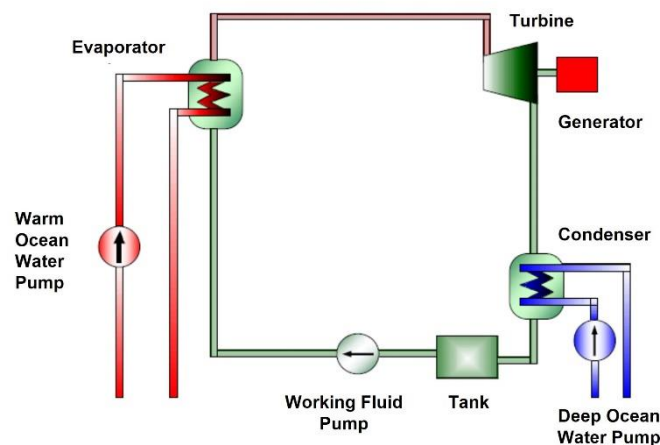 Turbine
Evaporator
Generator
Warm
Ocean
Water
Pump
Condenser
Working Fluid
Pump
Tank
Deep Ocean
Water Pump